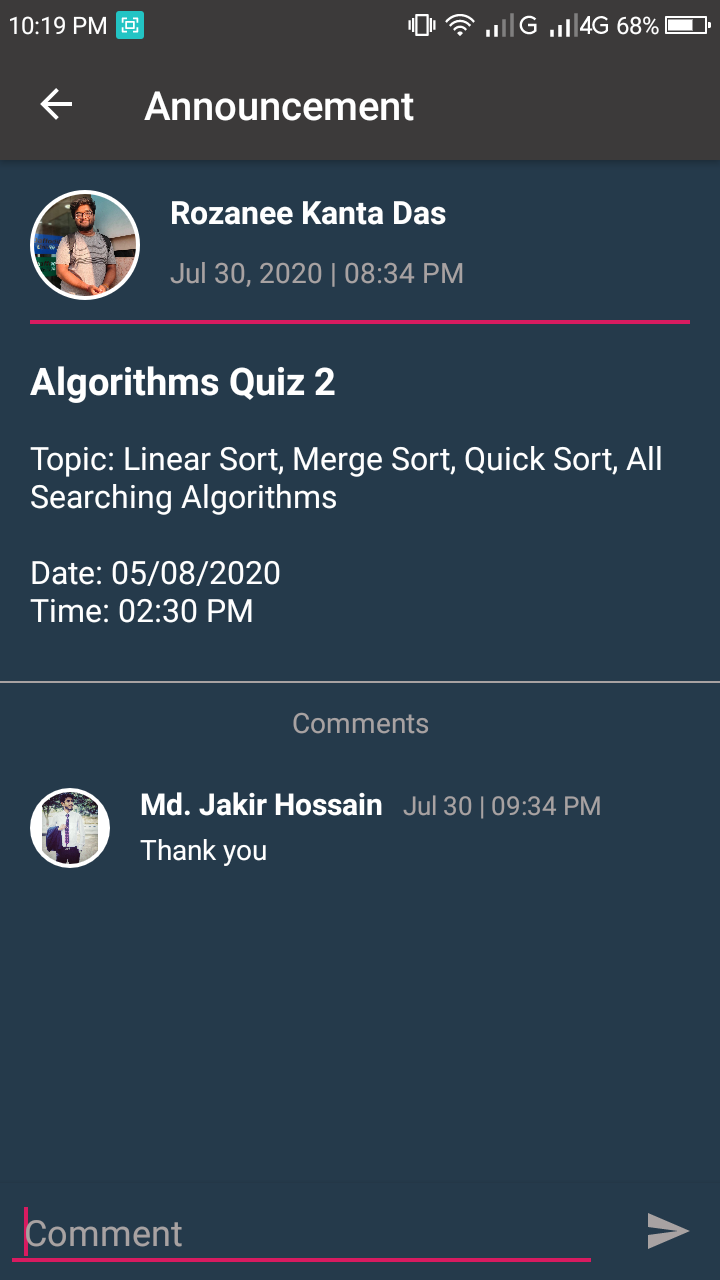 10:19 PM G 4G 68%
Announcement
Rozanee Kanta Das
Jul 30, 2020 | 08:34 PM
Algorithms Quiz 2
Topic: Linear Sort, Merge Sort, Quick Sort, All
Searching Algorithms
Date: 05/08/2020
Time: 02:30 PM
Comments
Md. Jakir Hossain Jul 30 | 09:34 PM
Thank you
Comment